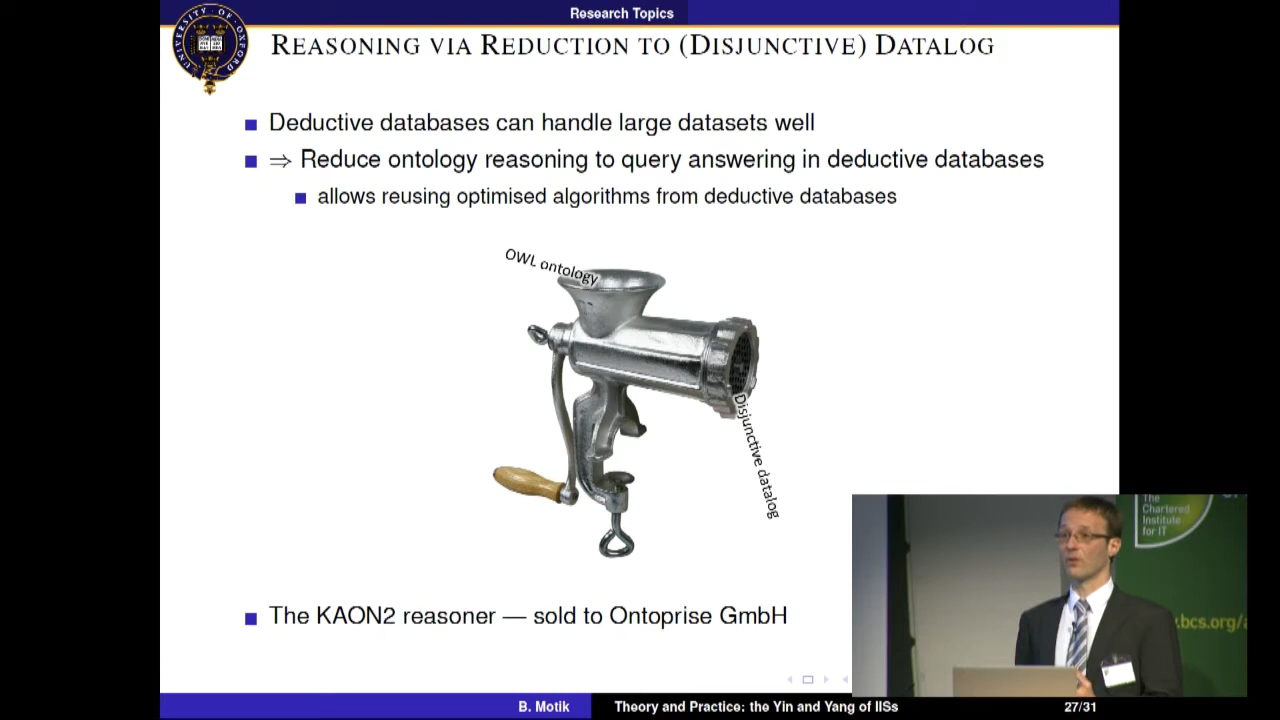 Research Topics
REASONING VIA REDUCTION TO (DISJUNCTIVE) DATALOG
Deductive databases can handle large datasets well
⇒ Reduce ontology reasoning to query answering in deductive databases
allows reusing optimised algorithms from deductive databases
OWL ontology
Disjunctive datalog
The KAON2 reasoner — sold to Ontoprise GmbH
The
Chartered
Institute
for IT
.bcs.org/
B. Motik
Theory and Practice: the Yin and Yang of IISs
27/31
UNIVERSITY OF OXFORD